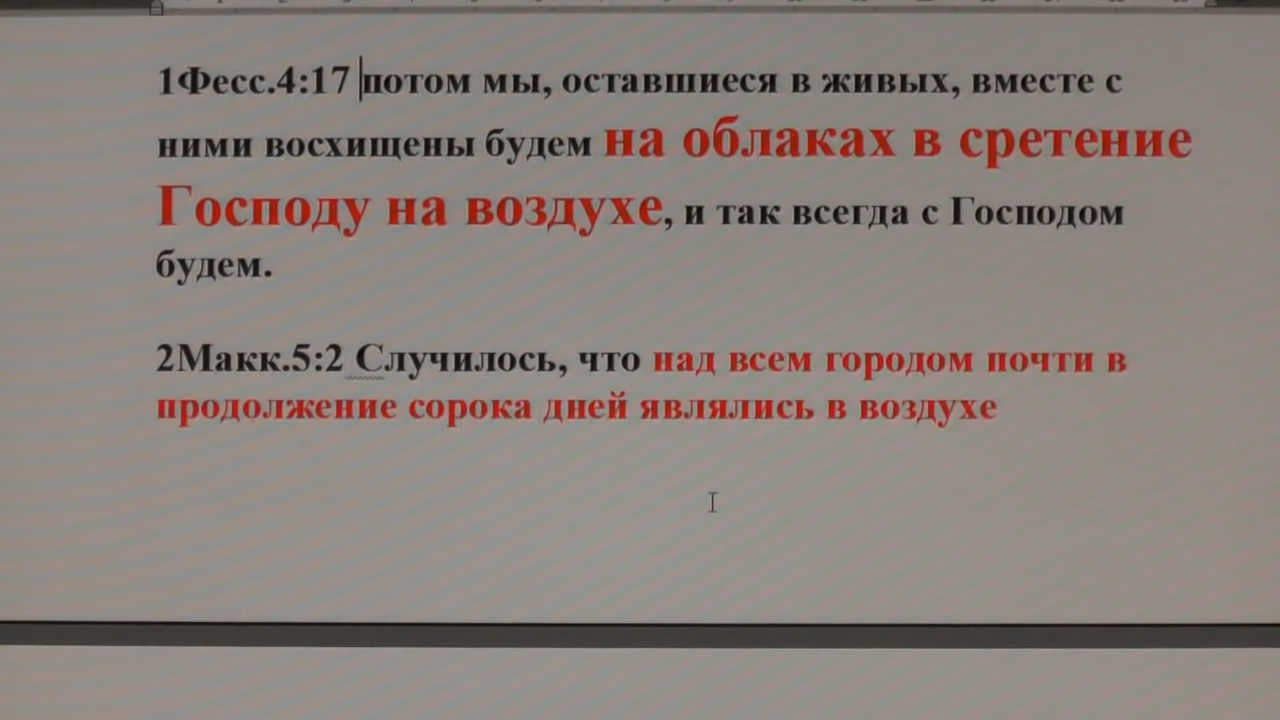 1Фесс.4:17 потом мы, оставшиеся в живых, вместе с
ними восхищены будем на облаках в сретение
Господу на воздухе, и так всегда с Господом
будем.
2Макк.5:2 Случилось, что над всем городом почти в
продолжение сорока дней являлись в воздухе